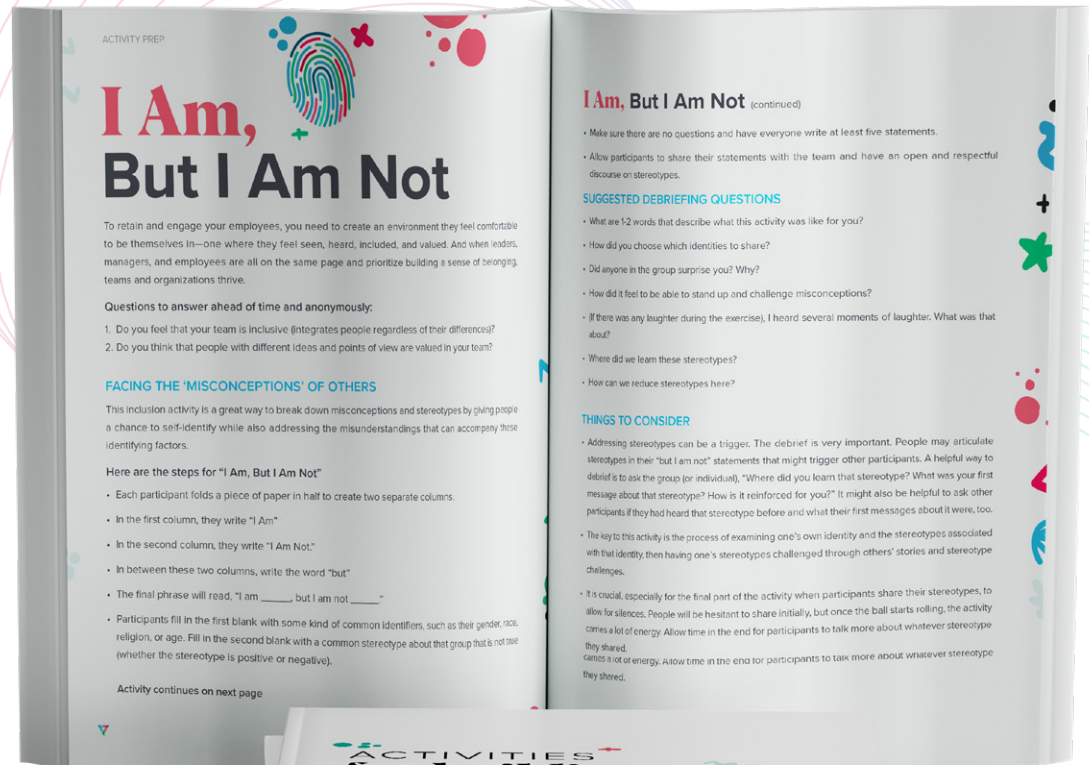 ACTIVITY PREP
I Am,
But I Am Not
To retain and engage your employees, you need to create an environment they feel comfortable
to be themselves in—one where they feel seen, heard, included, and valued. And when leaders,
managers, and employees are all on the same page and prioritize building a sense of belonging,
teams and organizations thrive.
Questions to answer ahead of time and anonymously:
1. Do you feel that your team is inclusive (integrates people regardless of their differences)?
2. Do you think that people with different ideas and points of view are valued in your team?
FACING THE ‘MISCONCEPTIONS’ OF OTHERS
This inclusion activity is a great way to break down misconceptions and stereotypes by giving people
a chance to self-identify while also addressing the misunderstandings that can accompany these
identifying factors.
Here are the steps for “I Am, But I Am Not”
• Each participant folds a piece of paper in half to create two separate columns.
• In the first column, they write “I Am”
• In the second column, they write “I Am Not.”
• In between these two columns, write the word “but”
• The final phrase will read, “I am _____, but I am not _____.”
• Participants fill in the first blank with some kind of common identifiers, such as their gender, race,
religion, or age. Fill in the second blank with a common stereotype about that group that is not true
(whether the stereotype is positive or negative).
Activity continues on next page
I Am, But I Am Not (continued)
• Make sure there are no questions and have everyone write at least five statements.
• Allow participants to share their statements with the team and have an open and respectful
discourse on stereotypes.
SUGGESTED DEBRIEFING QUESTIONS
• What are 1-2 words that describe what this activity was like for you?
• How did you choose which identities to share?
• Did anyone in the group surprise you? Why?
• How did it feel to be able to stand up and challenge misconceptions?
• (If there was any laughter during the exercise), I heard several moments of laughter. What was that
about?
• Where did we learn these stereotypes?
• How can we reduce stereotypes here?
THINGS TO CONSIDER
• Addressing stereotypes can be a trigger. The debrief is very important. People may articulate
stereotypes in their “but I am not” statements that might trigger other participants. A helpful way to
debrief is to ask the group (or individual), “Where did you learn that stereotype? What was your first
message about that stereotype? How is it reinforced for you?” It might also be helpful to ask other
participants if they had heard that stereotype before and what their first messages about it were, too.
• The key to this activity is the process of examining one’s own identity and the stereotypes associated
with that identity, then having one’s stereotypes challenged through others’ stories and stereotype
challenges.
• It is crucial, especially for the final part of the activity when participants share their stereotypes, to
allow for silences. People will be hesitant to share initially, but once the ball starts rolling, the activity
carries a lot of energy. Allow time in the end for participants to talk more about whatever stereotype
they shared.
carries a lot of energy. Allow time in the end for participants to talk more about whatever stereotype
they shared.
ACTIVITIES